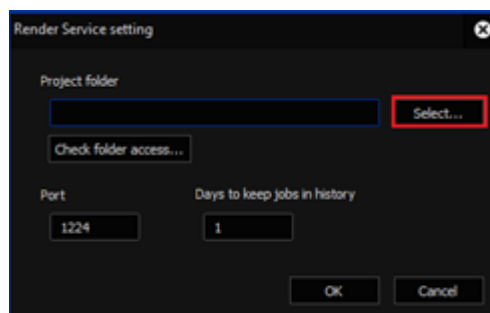 Render Service setting
Project folder
Select...
Check folder access...
Port Days to keep jobs in history
1224 1
OK Cancel